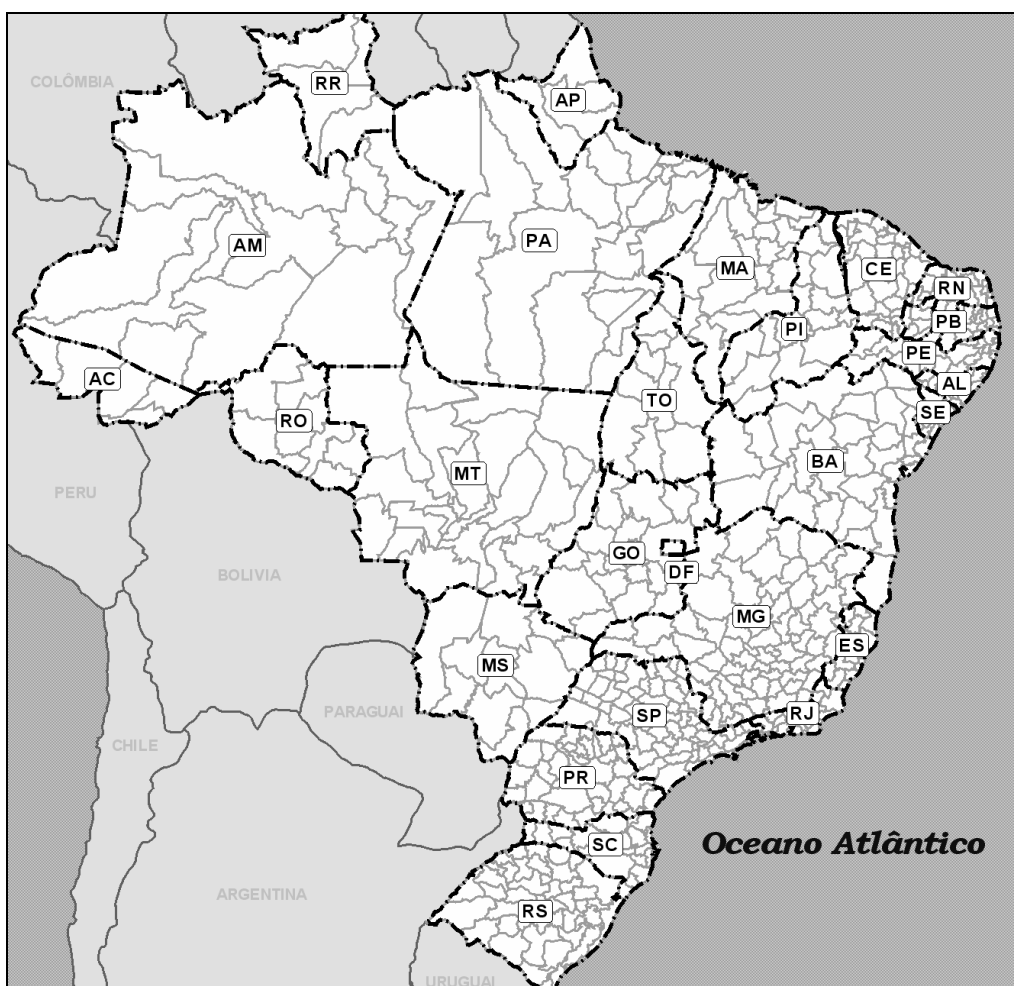 COLÔMBIA
RR
AP
AM
PA
MA
CE
RN
PB
PI
PE
AC
AL
TO
SE
RO
BA
MT
PERU
GO
DF
BOLIVIA
MG
ES
MS
PARAGUAI
SP
RJ
CHILE
PR
SC
Oceano Atlântico
ARGENTINA
RS
URUGUAI